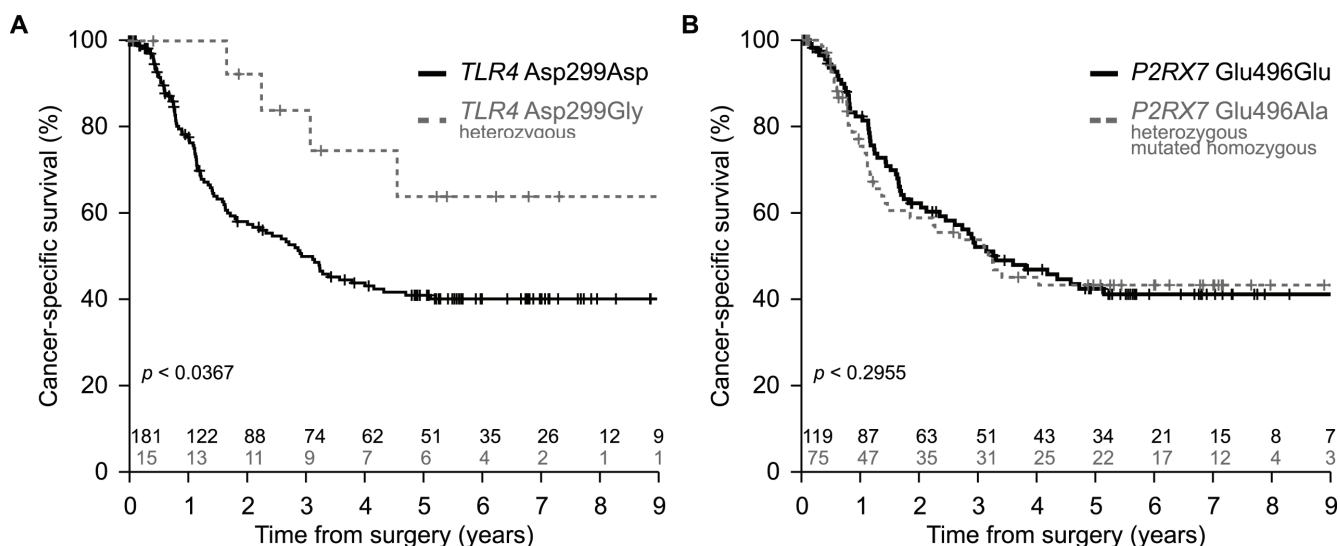 A
Cancer-specific survival (%)
100
80
60
40
20
0
TLR4 Asp299Asp
TLR4 Asp299Gly
heterozygous
p < 0.0367
181 122 88 74 62 51 35 26 12 9
15 13 11 9 7 6 4 2 1 1
0 1 2 3 4 5 6 7 8 9
Time from surgery (years)
B
Cancer-specific survival (%)
100
80
60
40
20
0
P2RX7 Glu496Glu
P2RX7 Glu496Ala
heterozygous
mutated homozygous
p < 0.2955
119 87 63 51 43 34 21 15 8 7
75 47 35 31 25 22 17 12 4 3
0 1 2 3 4 5 6 7 8 9
Time from surgery (years)